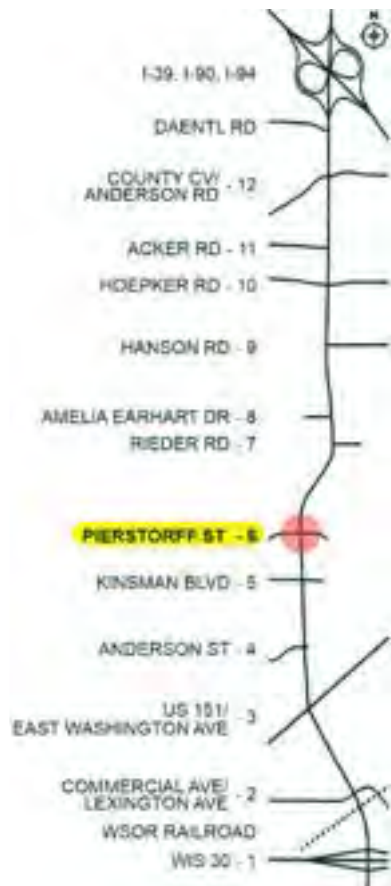 N
I-39, I-90, I-94
DAENTL RD
COUNTY CV/
ANDERSON RD - 12
ACKER RD - 11
HOEPKER RD - 10
HANSON RD - 9
AMELIA EARHART DR - 8
RIEDER RD - 7
PIERSTORFF ST - 6
KINSMAN BLVD - 5
ANDERSON ST - 4
US 151/
EAST WASHINGTON AVE - 3
COMMERCIAL AVE/
LEXINGTON AVE - 2
WSOR RAILROAD
WIS 30 - 1